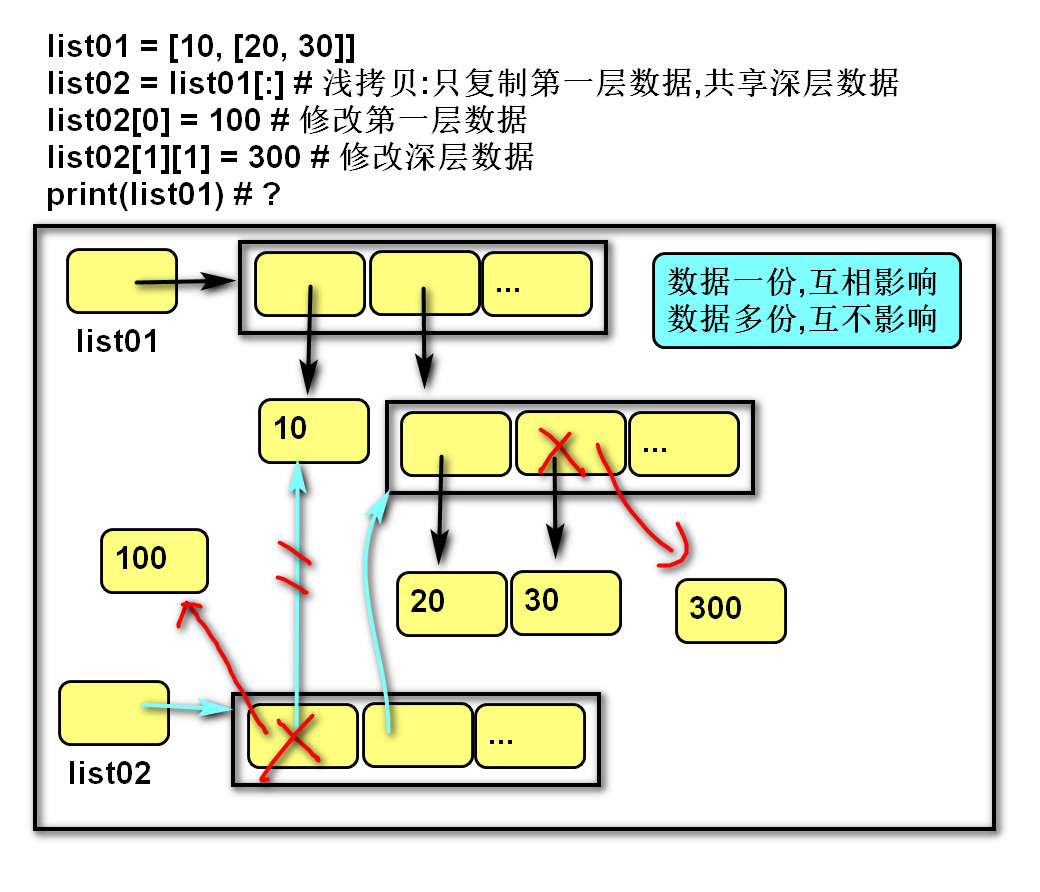 list01 = [10, [20, 30]]
list02 = list01[:] # 浅拷贝:只复制第一层数据,共享深层数据
list02[0] = 100 # 修改第一层数据
list02[1][1] = 300 # 修改深层数据
print(list01) # ?
...
数据一份,互相影响
数据多份,互不影响
list01
10
...
100
20
30
300
...
list02